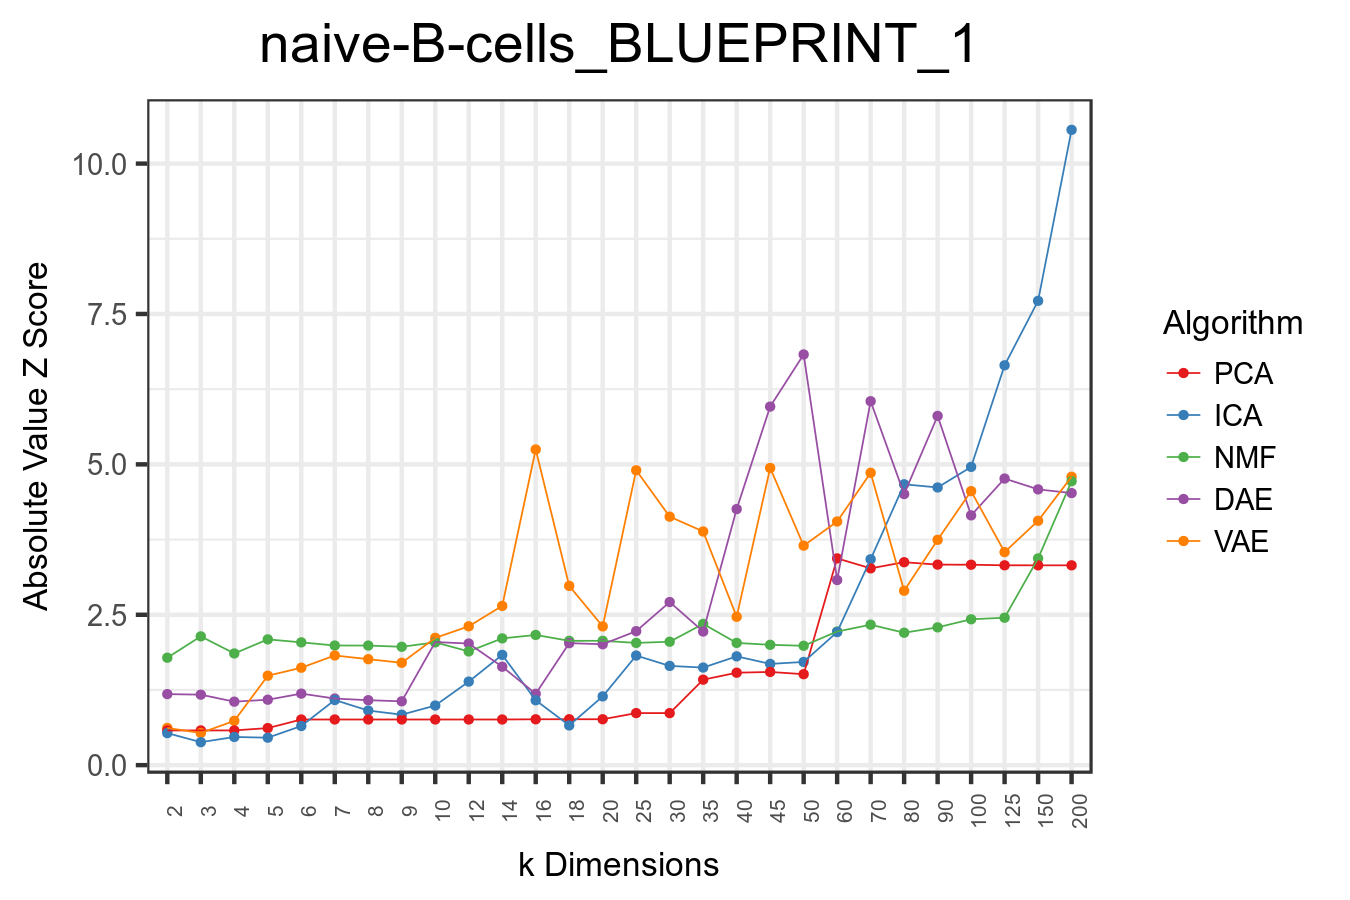 naive-B-cells_BLUEPRINT_1
Absolute Value Z Score
10.0
7.5
5.0
2.5
0.0
2 3 4 5 6 7 8 9 10 12 14 16 18 20 25 30 35 40 45 50 60 70 80 90 100 125 150 200
k Dimensions
Algorithm
PCA
ICA
NMF
DAE
VAE